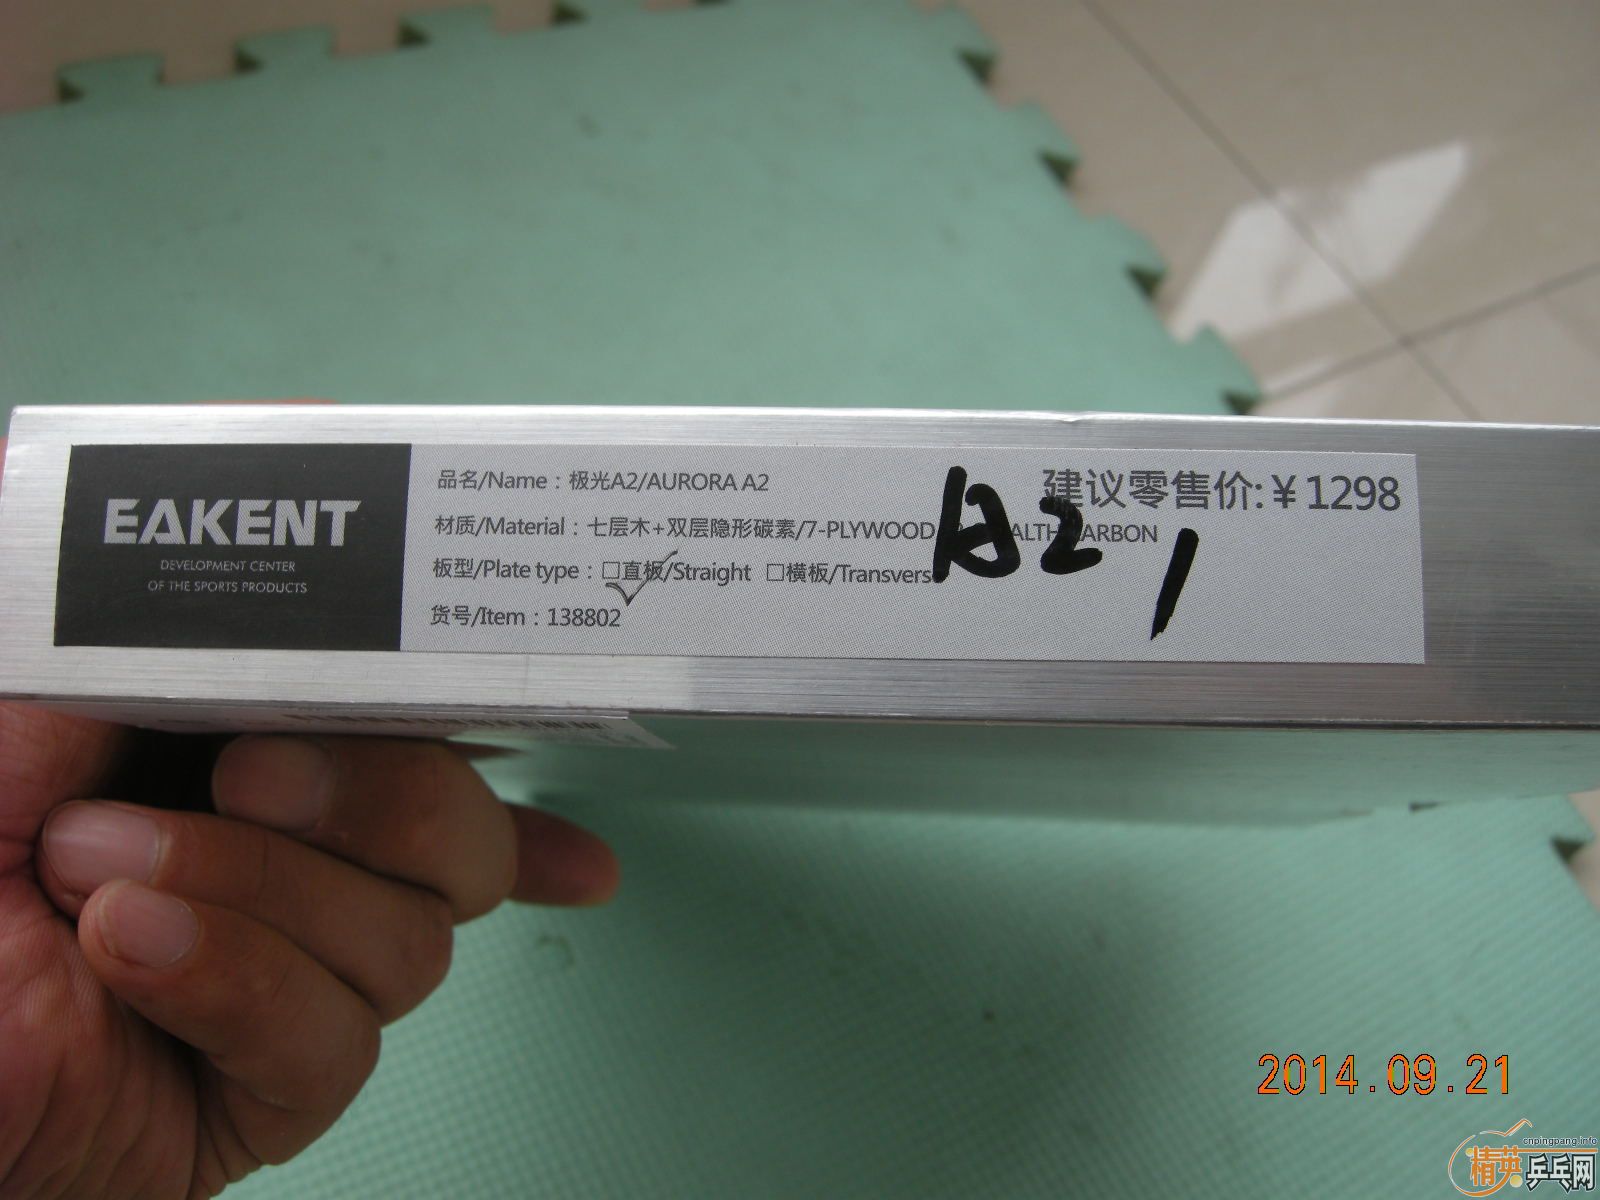 EAKENT
DEVELOPMENT CENTER
OF THE SPORTS PRODUCTS
品名/Name：极光A2/AURORA A2
建议零售价:￥1298
材质/Material：七层木+双层隐形碳素/7-PLYWOOD
板型/Plate type：□直板/Straight □横板/Transvers
货号/Item：138802
A2
2014.09.21
cnpingpang.info
精英乒乓网